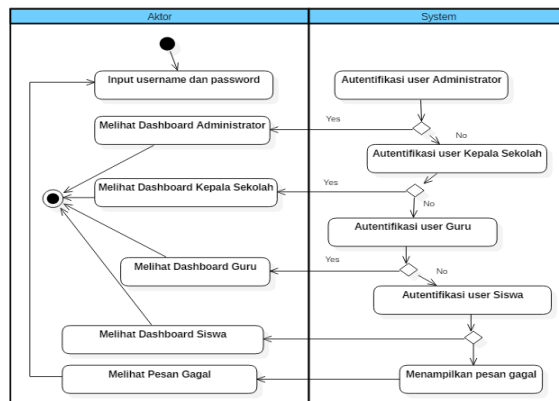 Aktor
System
Input username dan password
Autentifikasi user Administrator
Melihat Dashboard Administrator
Yes
No
Autentifikasi user Kepala Sekolah
Melihat Dashboard Kepala Sekolah
Yes
No
Autentifikasi user Guru
Melihat Dashboard Guru
Yes
No
Autentifikasi user Siswa
Melihat Dashboard Siswa
Melihat Pesan Gagal
Menampilkan pesan gagal